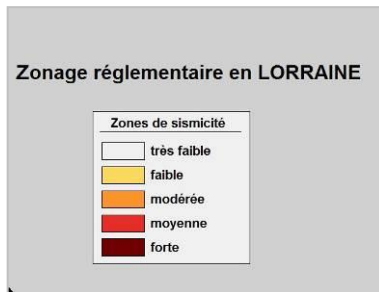 Zonage réglementaire en LORRAINE
Zones de sismicité
très faible
faible
modérée
moyenne
forte